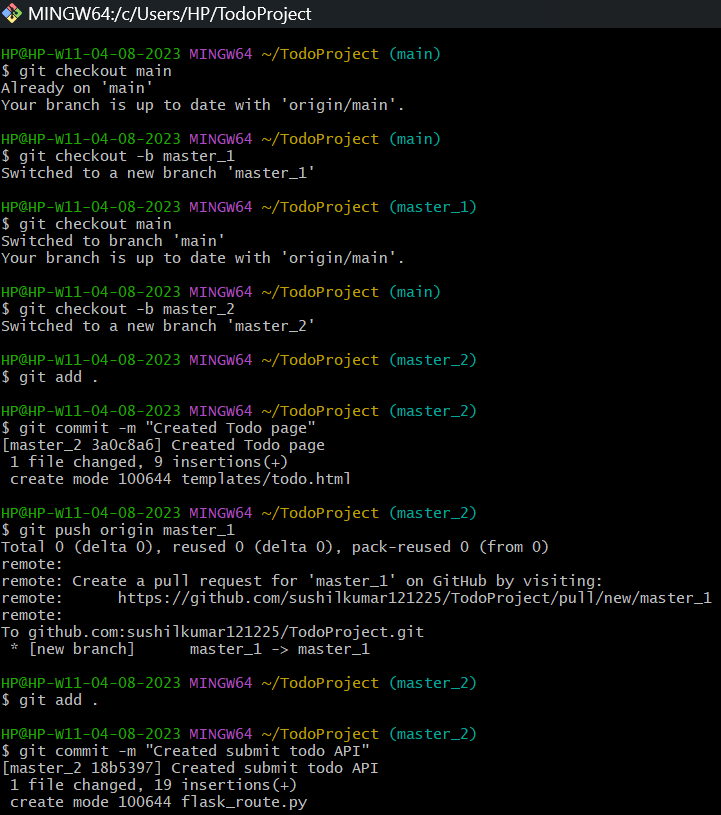 MINGW64:/c/Users/HP/TodoProject
HP@HP-W11-04-08-2023 MINGW64 ~/TodoProject (main)
$ git checkout main
Already on 'main'
Your branch is up to date with 'origin/main'.
HP@HP-W11-04-08-2023 MINGW64 ~/TodoProject (main)
$ git checkout -b master_1
Switched to a new branch 'master_1'
HP@HP-W11-04-08-2023 MINGW64 ~/TodoProject (master_1)
$ git checkout main
Switched to branch 'main'
Your branch is up to date with 'origin/main'.
HP@HP-W11-04-08-2023 MINGW64 ~/TodoProject (main)
$ git checkout -b master_2
Switched to a new branch 'master_2'
HP@HP-W11-04-08-2023 MINGW64 ~/TodoProject (master_2)
$ git add .
HP@HP-W11-04-08-2023 MINGW64 ~/TodoProject (master_2)
$ git commit -m "Created Todo page"
[master_2 3a0c8a6] Created Todo page
 1 file changed, 9 insertions(+)
 create mode 100644 templates/todo.html
HP@HP-W11-04-08-2023 MINGW64 ~/TodoProject (master_2)
$ git push origin master_1
Total 0 (delta 0), reused 0 (delta 0), pack-reused 0 (from 0)
remote:
remote: Create a pull request for 'master_1' on GitHub by visiting:
remote:      https://github.com/sushilkumar121225/TodoProject/pull/new/master_1
remote:
To github.com:sushilkumar121225/TodoProject.git
 * [new branch]      master_1 -> master_1
HP@HP-W11-04-08-2023 MINGW64 ~/TodoProject (master_2)
$ git add .
HP@HP-W11-04-08-2023 MINGW64 ~/TodoProject (master_2)
$ git commit -m "Created submit todo API"
[master_2 18b5397] Created submit todo API
 1 file changed, 19 insertions(+)
 create mode 100644 flask_route.py